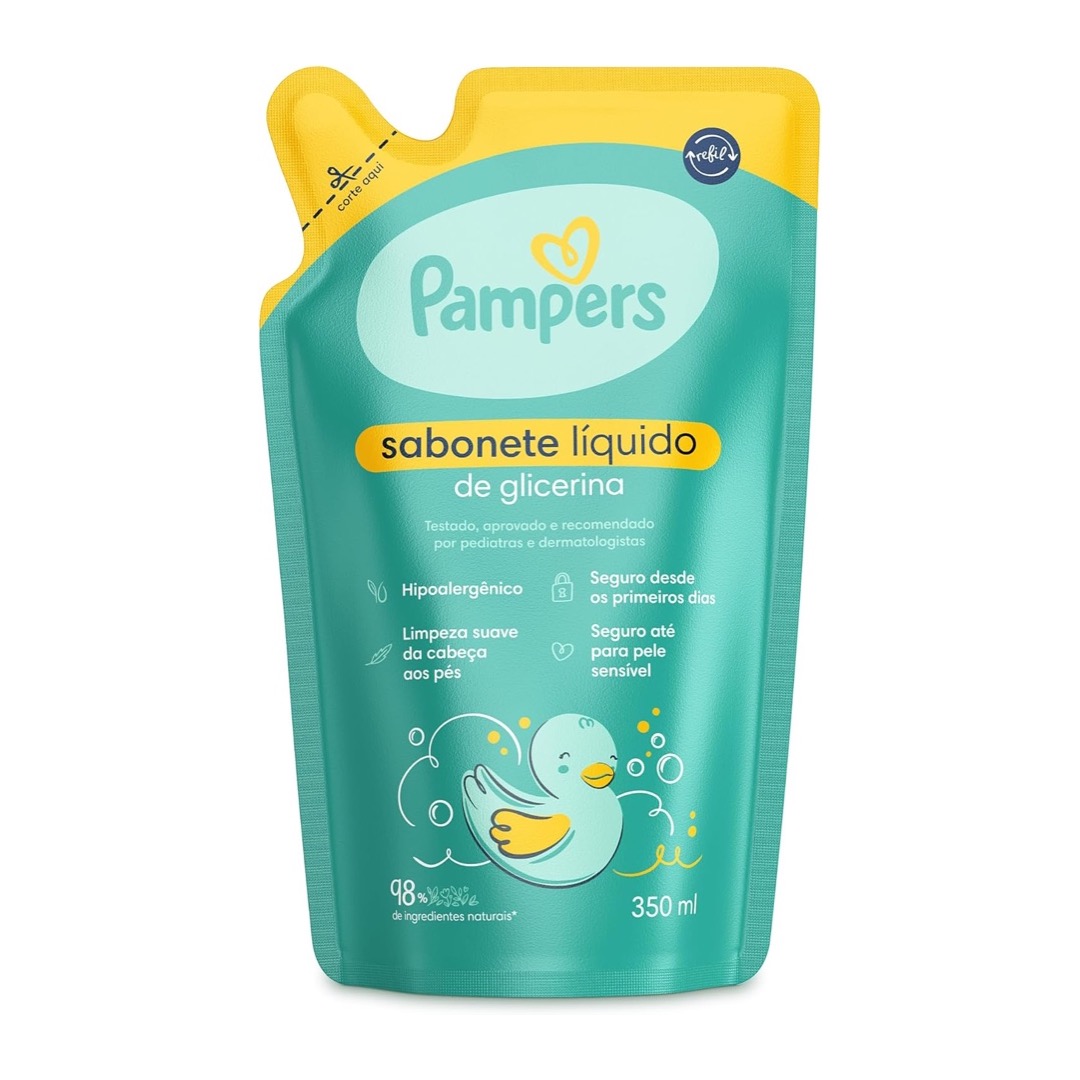 refil
corte aqui
Pampers
sabonete líquido
de glicerina
Testado, aprovado e recomendado
por pediatras e dermatologistas
Hipoalergênico
Seguro desde
os primeiros dias
Limpeza suave
da cabeça
aos pés
Seguro até
para pele
sensível
98%
de ingredientes naturais*
350 ml